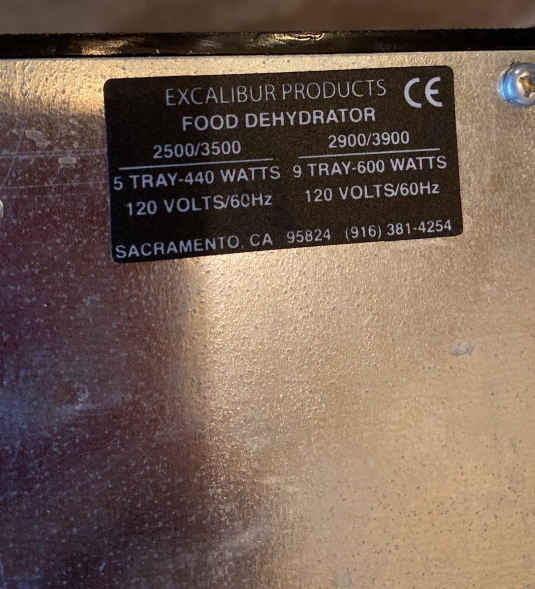 EXCALIBUR PRODUCTS CE
FOOD DEHYDRATOR
2500/3500 2900/3900
5 TRAY-440 WATTS 9 TRAY-600 WATTS
120 VOLTS/60Hz 120 VOLTS/60Hz
SACRAMENTO, CA 95824 (916) 381-4254